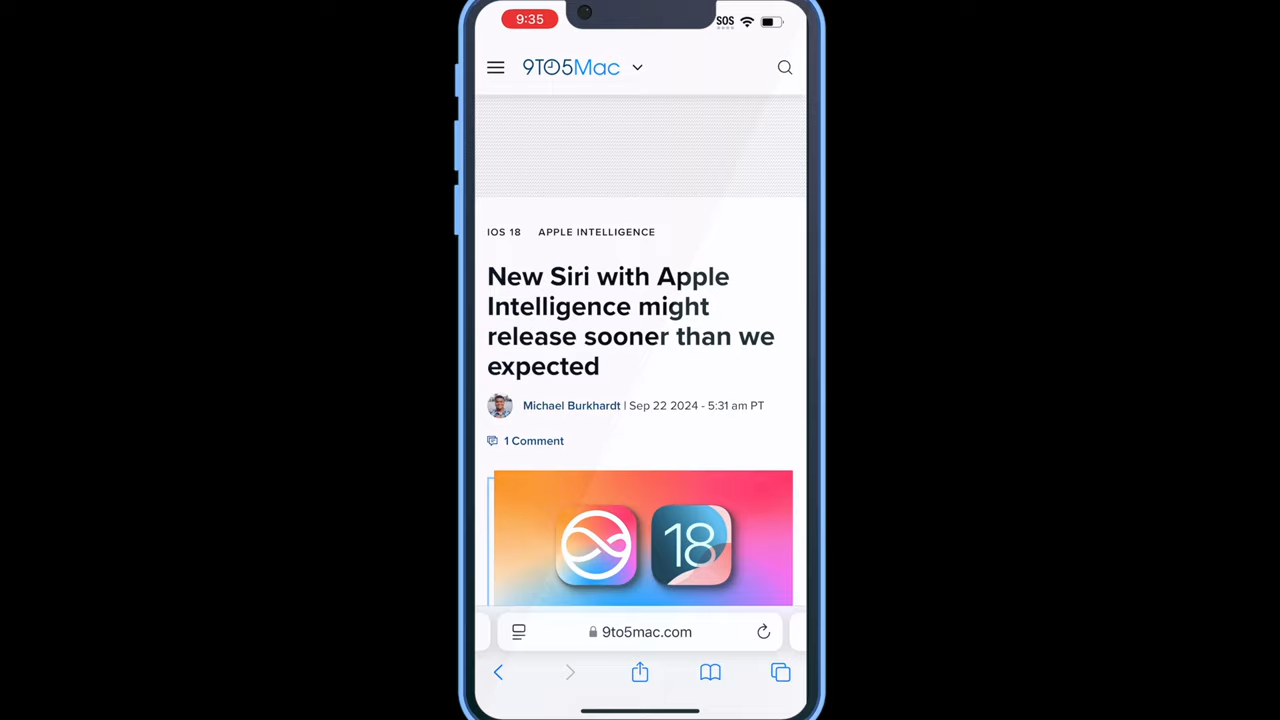 9:35
SOS
9TO5Mac
IOS 18 APPLE INTELLIGENCE
New Siri with Apple
Intelligence might
release sooner than we
expected
Michael Burkhardt | Sep 22 2024 - 5:31 am PT
1 Comment
18
9to5mac.com